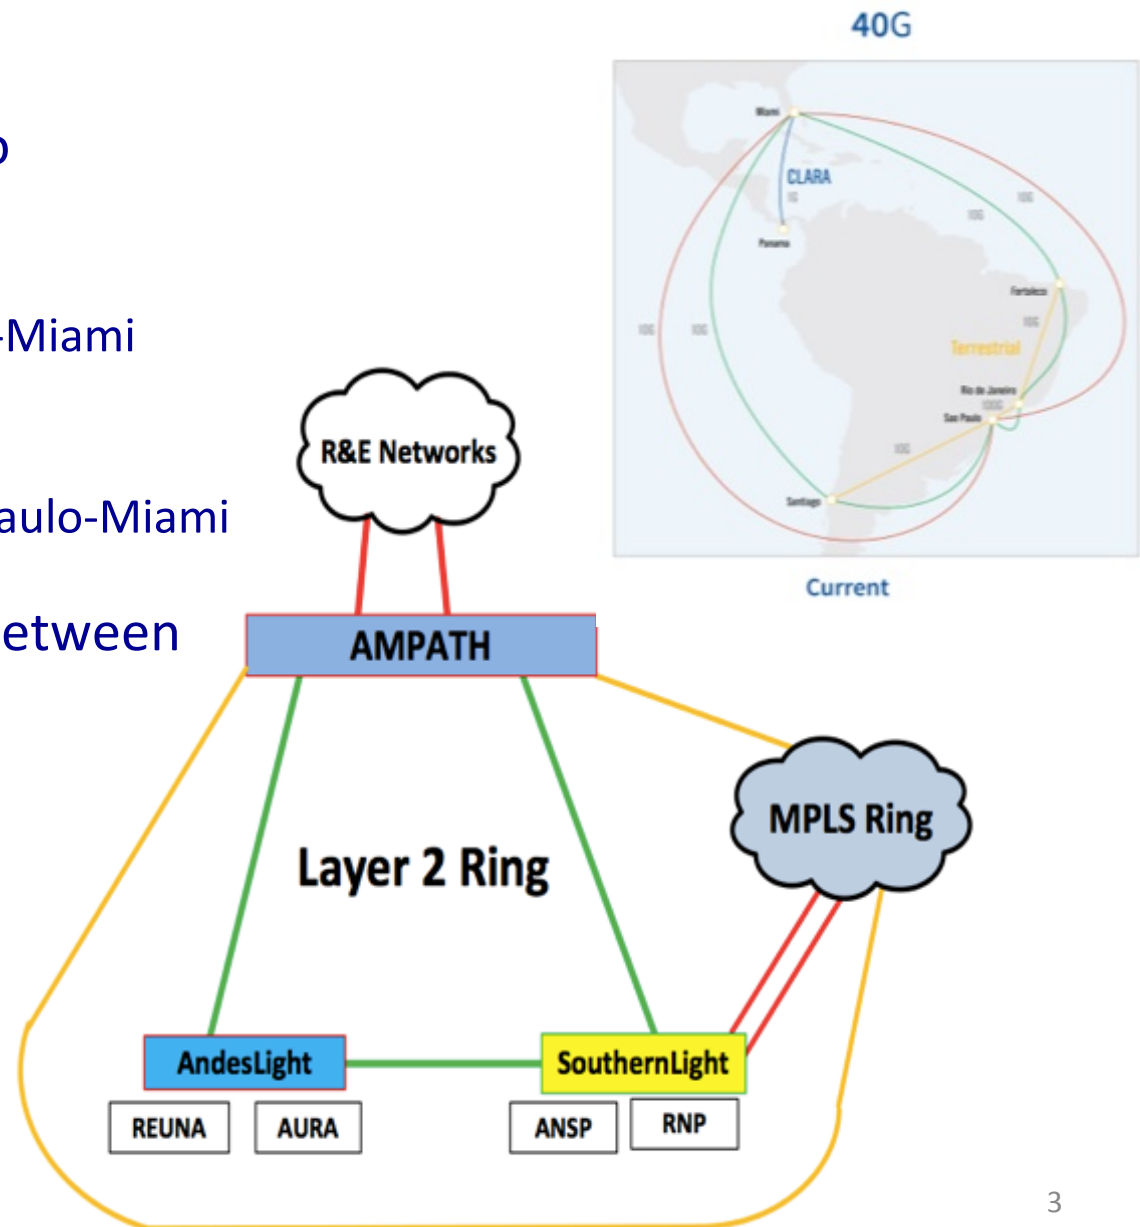 o
-Miami
aulo-Miami
etween
40G
Miami
CLARA
1G
Panama
10G
10G
Fortaleza
10G
10G
10G
Terrestrial
Rio de Janeiro
100G
Sao Paulo
10G
Santiago
Current
R&E Networks
AMPATH
MPLS Ring
Layer 2 Ring
AndesLight
SouthernLight
REUNA
AURA
ANSP
RNP
3